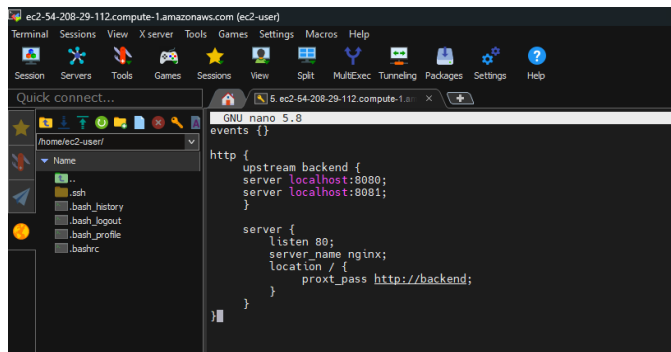 ec2-54-208-29-112.compute-1.amazonaws.com (ec2-user)
Terminal Sessions View X server Tools Games Settings Macros Help
Session Servers Tools Games Sessions View Split MultiExec Tunneling Packages Settings Help
Quick connect...
5. ec2-54-208-29-112.compute-1.am
/home/ec2-user/
Name
..
.ssh
.bash_history
.bash_logout
.bash_profile
.bashrc
GNU nano 5.8
events {}
http {
upstream backend {
server localhost:8080;
server localhost:8081;
}
server {
listen 80;
server_name nginx;
location / {
proxt_pass http://backend;
}
}
}